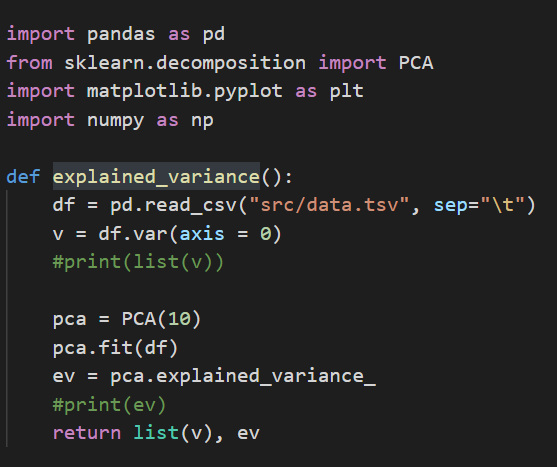 import pandas as pd
from sklearn.decomposition import PCA
import matplotlib.pyplot as plt
import numpy as np
def explained_variance():
df = pd.read_csv("src/data.tsv", sep="\t")
v = df.var(axis = 0)
#print(list(v))
pca = PCA(10)
pca.fit(df)
ev = pca.explained_variance_
#print(ev)
return list(v), ev